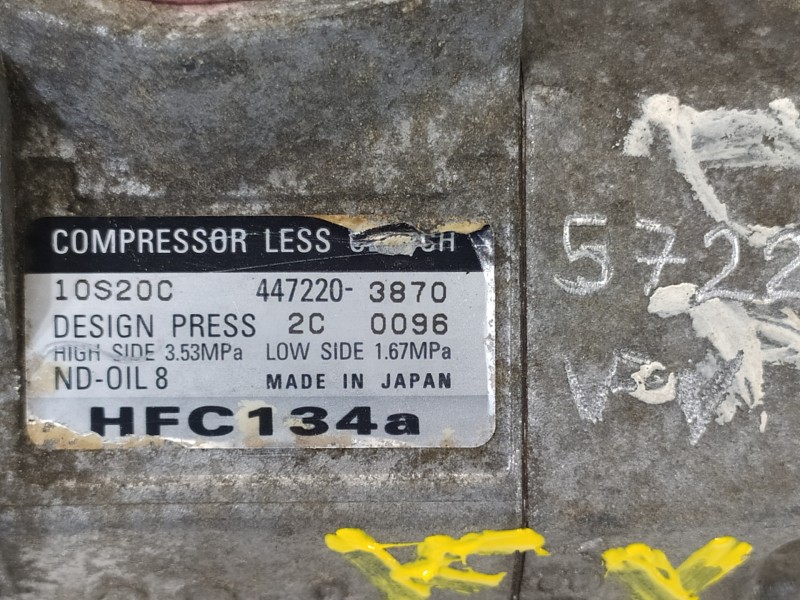 COMPRESSOR LESS
10S20C 447220-3870
DESIGN PRESS 2C 0096
HIGH SIDE 3.53MPa LOW SIDE 1.67MPa
ND-OIL 8 MADE IN JAPAN
HFC134a
5722